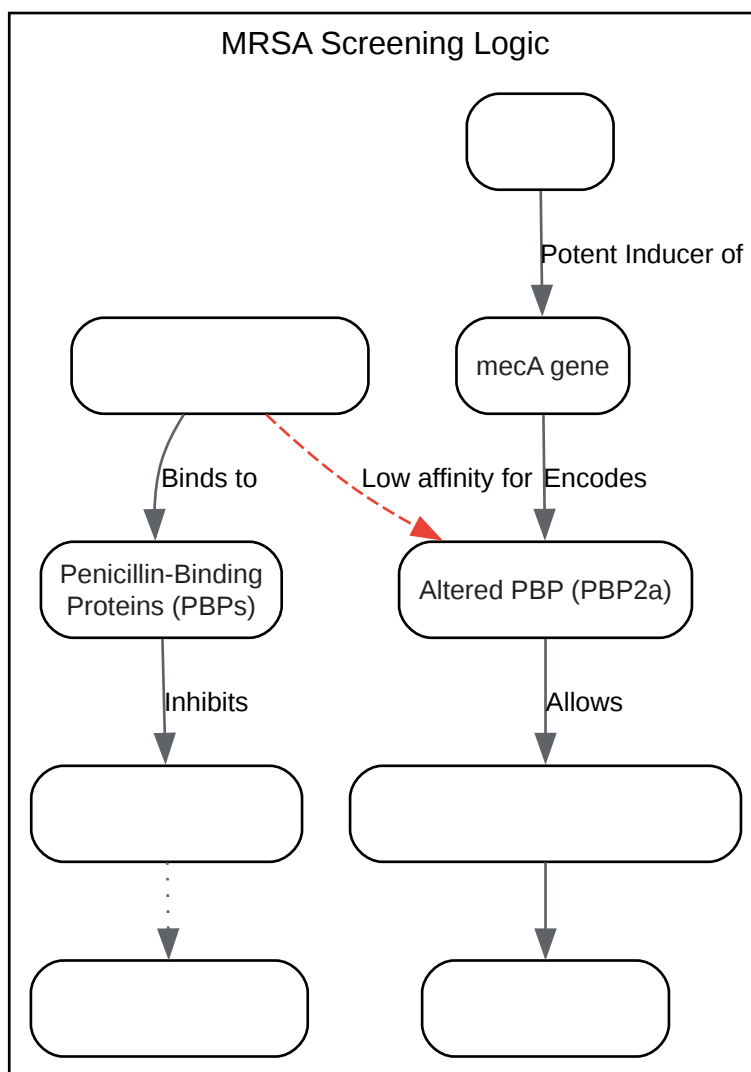 MRSA Screening Logic
Potent Inducer of
mecA gene
Binds to
Low affinity for
Encodes
Penicillin-Binding
Proteins (PBPs)
Altered PBP (PBP2a)
Inhibits
Allows